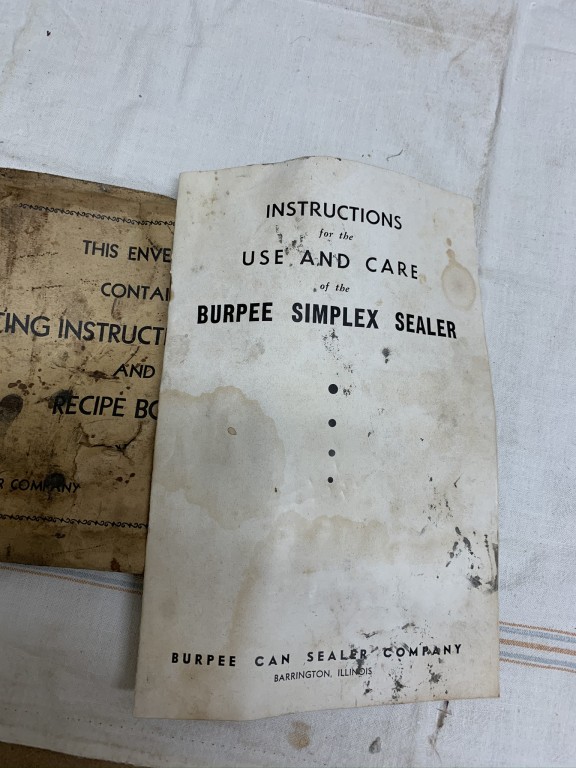 THIS ENVE
CONTAI
ING INSTRUCT
AND
RECIPE BO
R COMPANY
INSTRUCTIONS
for the
USE AND CARE
of the
BURPEE SIMPLEX SEALER
BURPEE CAN SEALER COMPANY
BARRINGTON, ILLINOIS